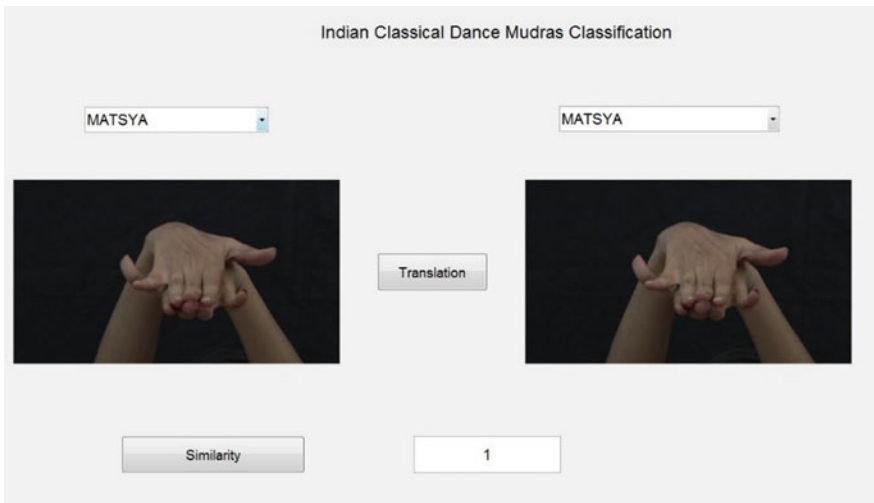 Indian Classical Dance Mudras Classification
MATSYA
MATSYA
Translation
Similarity
1